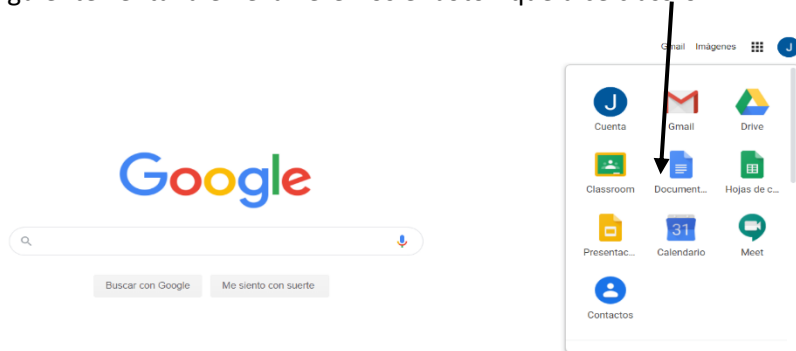 Gmail Imágenes
J
J
Cuenta Gmail Drive
Classroom Document... Hojas de c...
Google
31
Presentac... Calendario Meet
Buscar con Google Me siento con suerte
Contactos